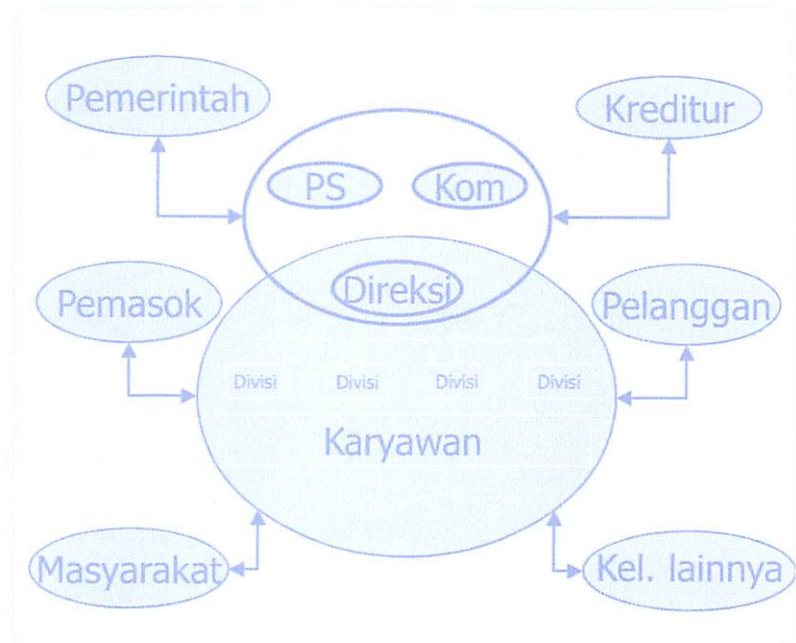 Pemerintah
Kreditur
PS
Kom
Direksi
Pemasok
Pelanggan
Divisi Divisi Divisi Divisi
Karyawan
Masyarakat
Kel. lainnya